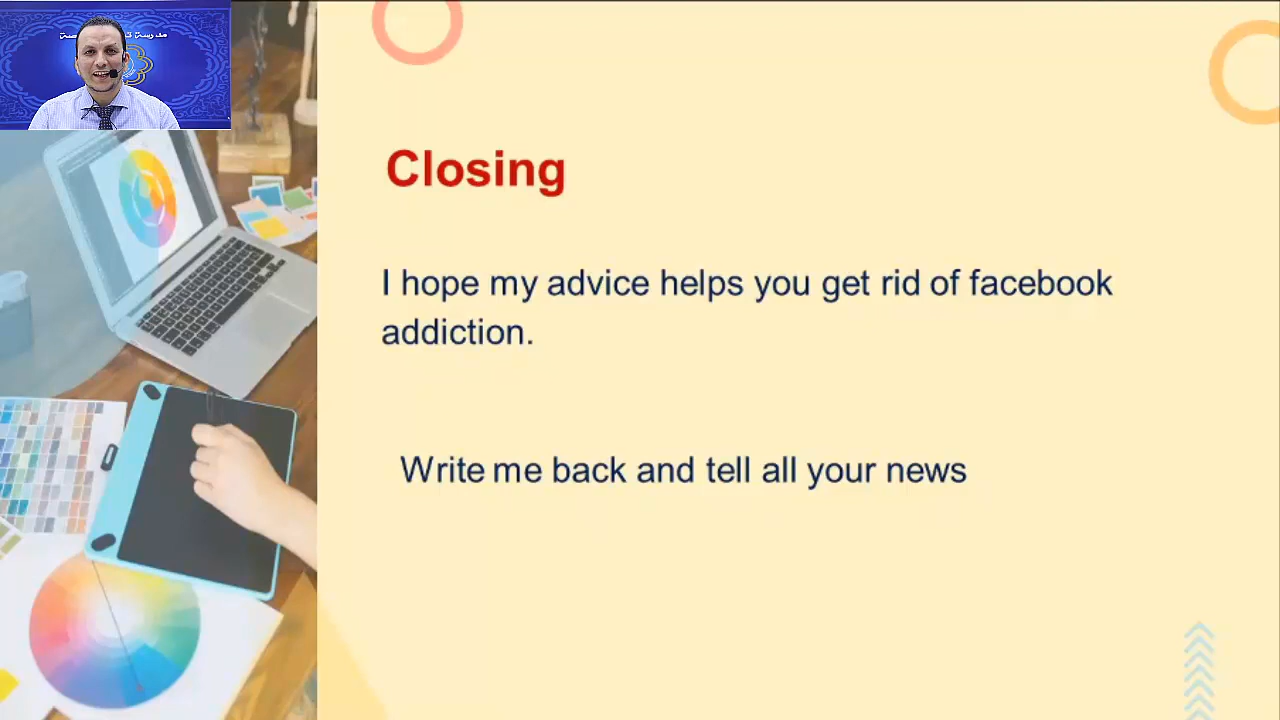 مدرسة
Closing
I hope my advice helps you get rid of facebook
addiction.
Write me back and tell all your news